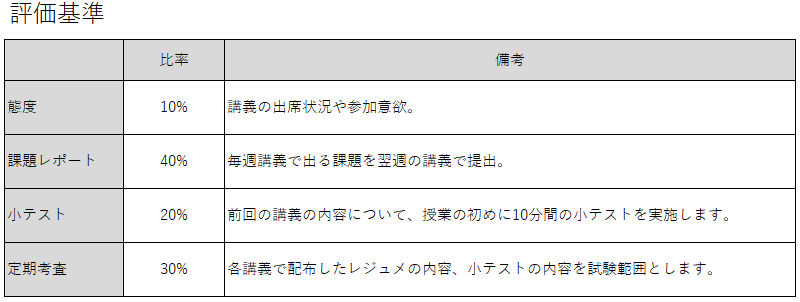 評価基準
比率 備考
態度 10% 講義の出席状況や参加意欲。
課題レポート 40% 毎週講義で出る課題を翌週の講義で提出。
小テスト 20% 前回の講義の内容について、授業の初めに10分間の小テストを実施します。
定期考査 30% 各講義で配布したレジュメの内容、小テストの内容を試験範囲とします。